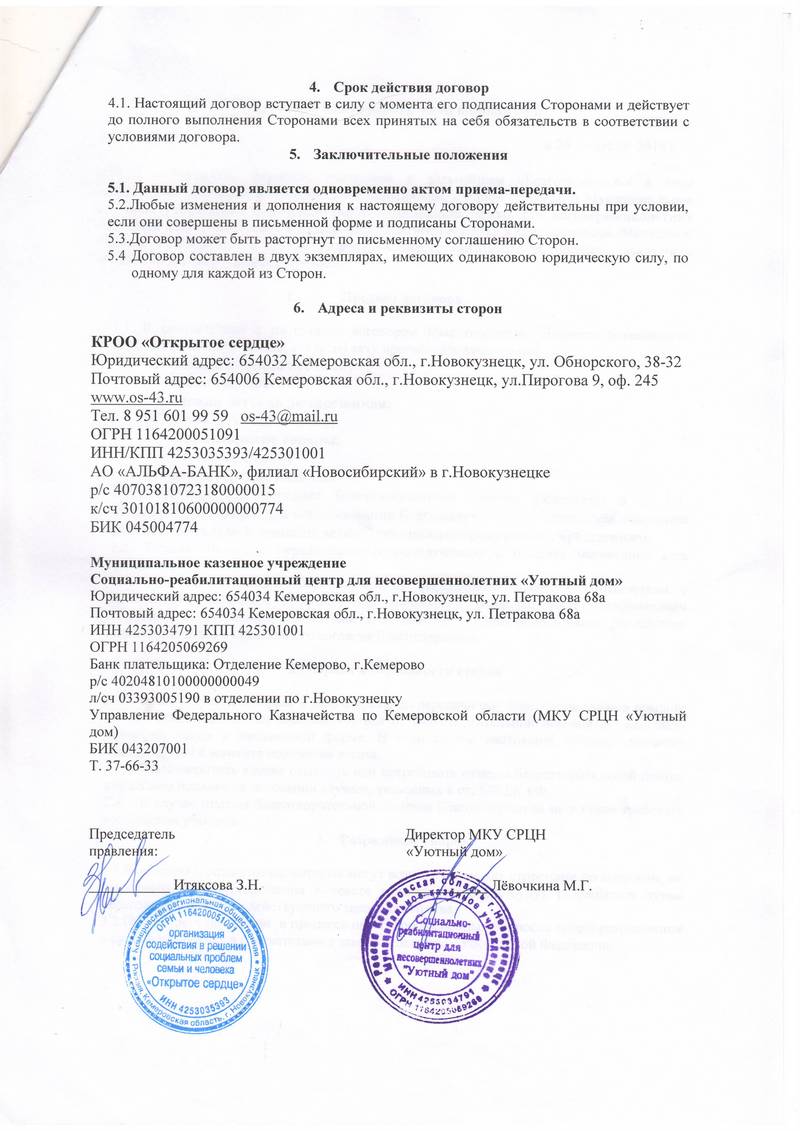 4. Срок действия договор
4.1. Настоящий договор вступает в силу с момента его подписания Сторонами и действует
до полного выполнения Сторонами всех принятых на себя обязательств в соответствии с
условиями договора.
5. Заключительные положения
5.1. Данный договор является одновременно актом приема-передачи.
5.2.Любые изменения и дополнения к настоящему договору действительны при условии,
если они совершены в письменной форме и подписаны Сторонами.
5.3.Договор может быть расторгнут по письменному соглашению Сторон.
5.4 Договор составлен в двух экземплярах, имеющих одинаковою юридическую силу, по
одному для каждой из Сторон.
6. Адреса и реквизиты сторон
КРОО «Открытое сердце»
Юридический адрес: 654032 Кемеровская обл., г.Новокузнецк, ул. Обнорского, 38-32
Почтовый адрес: 654006 Кемеровская обл., г.Новокузнецк, ул.Пирогова 9, оф. 245
www.os-43.ru
Тел. 8 951 601 99 59 os-43@mail.ru
ОГРН 1164200051091
ИНН/КПП 4253035393/425301001
АО «АЛЬФА-БАНК», филиал «Новосибирский» в г.Новокузнецке
р/с 40703810723180000015
к/сч 30101810600000000774
БИК 045004774
Муниципальное казенное учреждение
Социально-реабилитационный центр для несовершеннолетних «Уютный дом»
Юридический адрес: 654034 Кемеровская обл., г.Новокузнецк, ул. Петракова 68а
Почтовый адрес: 654034 Кемеровская обл., г.Новокузнецк, ул. Петракова 68а
ИНН 4253034791 КПП 425301001
ОГРН 1164205069269
Банк плательщика: Отделение Кемерово, г.Кемерово
р/с 40204810100000000049
л/сч 03393005190 в отделении по г.Новокузнецку
Управление Федерального Казначейства по Кемеровской области (МКУ СРЦН «Уютный
дом)
БИК 043207001
Т. 37-66-33
Председатель Директор МКУ СРЦН
правления: «Уютный дом»
Итяксова З.Н. Лёвочкина М.Г.
Кемеровская региональная общественная
ОГРН 1164200051091
организация
содействия в решении
социальных проблем
семьи и человека
«Открытое сердце»
ИНН 4253035393
Россия, Кемеровская область, г. Новокузнецк
Россия Кемеровская область г. Новокузнецк
Муниципальное казённое учреждение
Социально-
реабилитационный
центр для
несовершеннолетних
"Уютный дом"
ИНН 4253034791
ОГРН 1164205069269